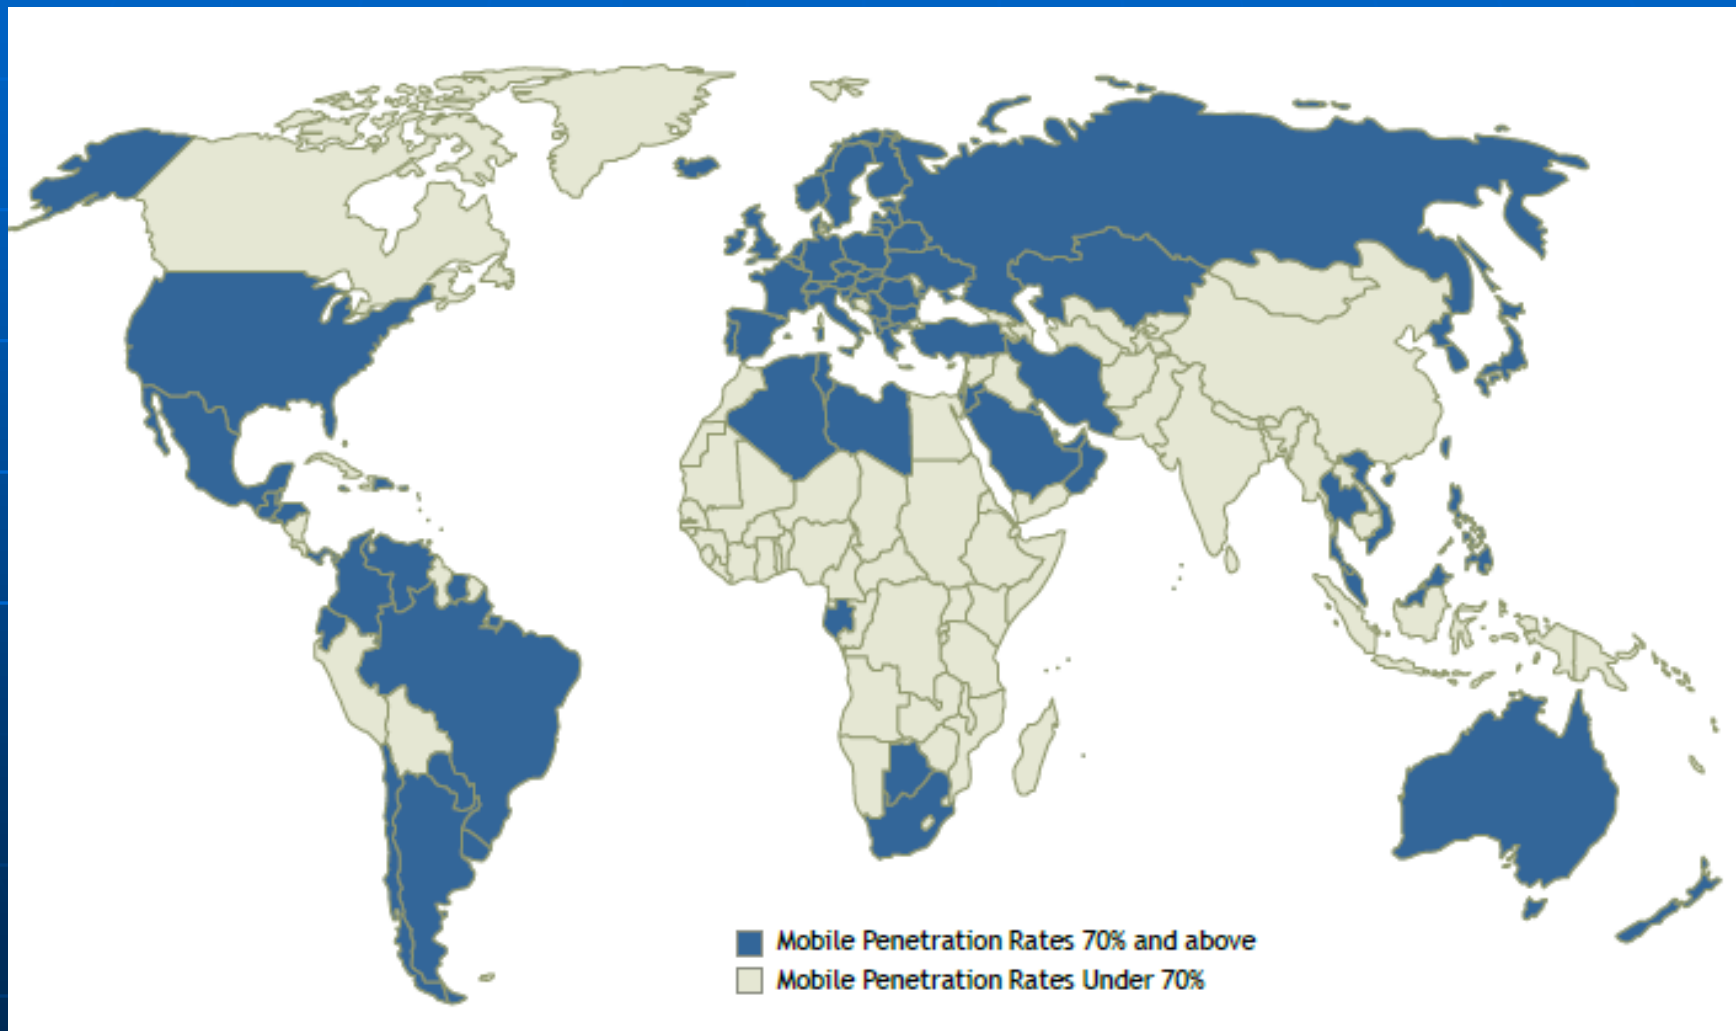 Mobile Penetration Rates 70% and above
Mobile Penetration Rates Under 70%